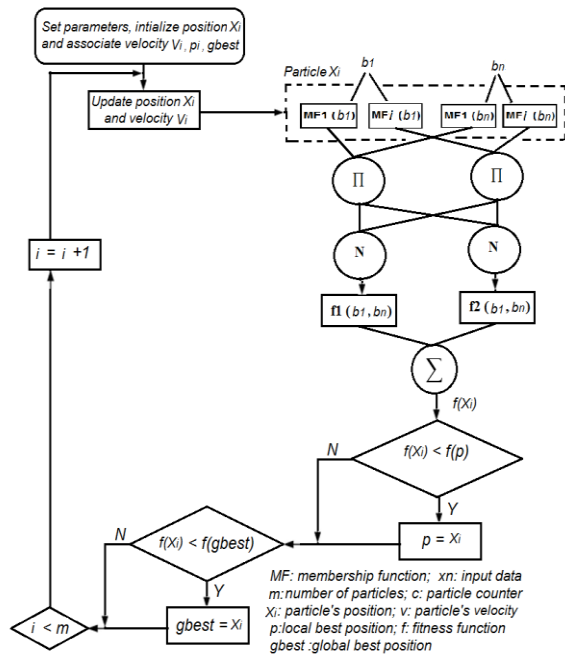 Set parameters, intialize position Xi
and associate velocity Vi, pi, gbest
Update position Xi
and velocity Vi
Particle Xi
b1
bn
MF1 (b1)
MFi (b1)
MF1 (bn)
MFi (bn)
∏
∏
N
N
f1 (b1,bn)
f2 (b1,bn)
∑
f(Xi)
i = i +1
f(Xi) < f(p)
N
Y
p = Xi
f(Xi) < f(gbest)
N
Y
gbest = Xi
i < m
MF: membership function; xn: input data
m:number of particles; c: particle counter
Xi: particle's position; v: particle's velocity
p:local best position; f: fitness function
gbest :global best position